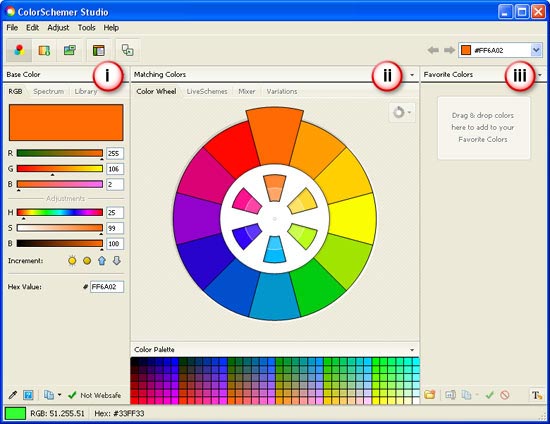 ColorSchemer Studio
File Edit Adjust Tools Help
#FF6A02
Base Color i
Matching Colors ii
Favorite Colors iii
RGB Spectrum Library
Color Wheel LiveSchemes Mixer Variations
Drag & drop colors
here to add to your
Favorite Colors
R 255
G 106
B 2
Adjustments
H 25
S 99
B 100
Increment:
Hex Value: # FF6A02
Color Palette
Not Websafe
T
RGB: 51.255.51 Hex: #33FF33